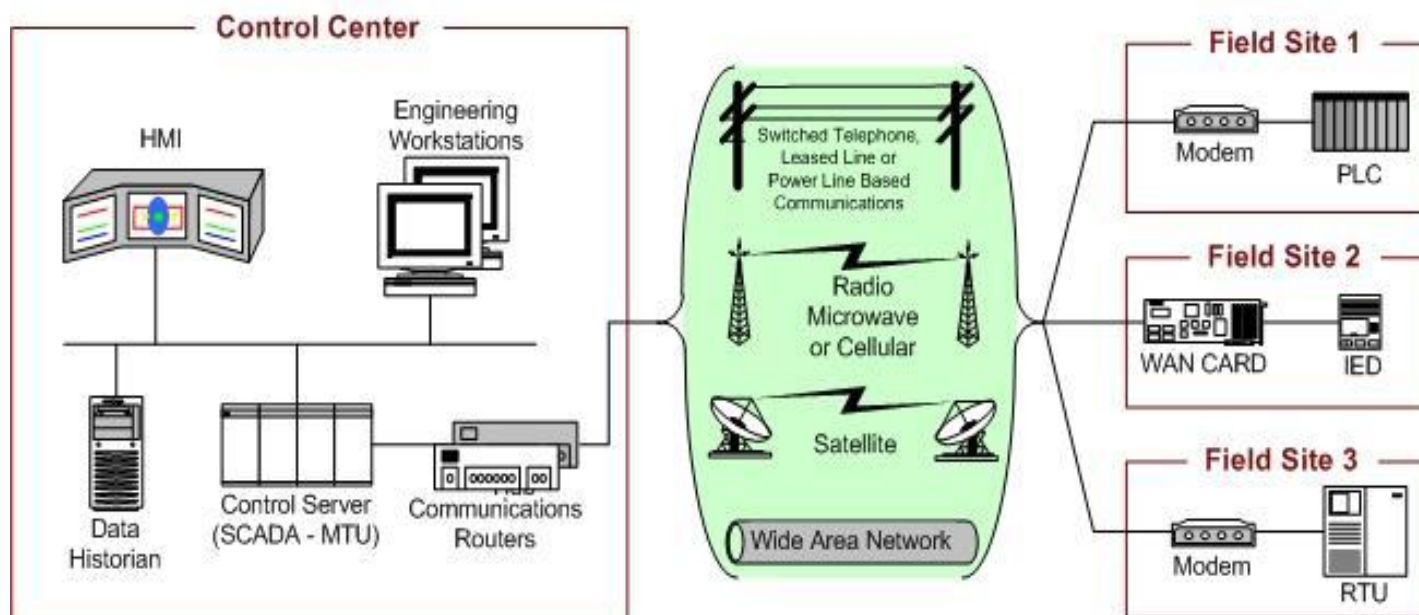 Control Center
HMI
Engineering
Workstations
Data
Historian
Control Server
(SCADA - MTU)
Communications
Routers
Switched Telephone,
Leased Line or
Power Line Based
Communications
Radio
Microwave
or Cellular
Satellite
Wide Area Network
Field Site 1
Modem
PLC
Field Site 2
WAN CARD
IED
Field Site 3
Modem
RTU